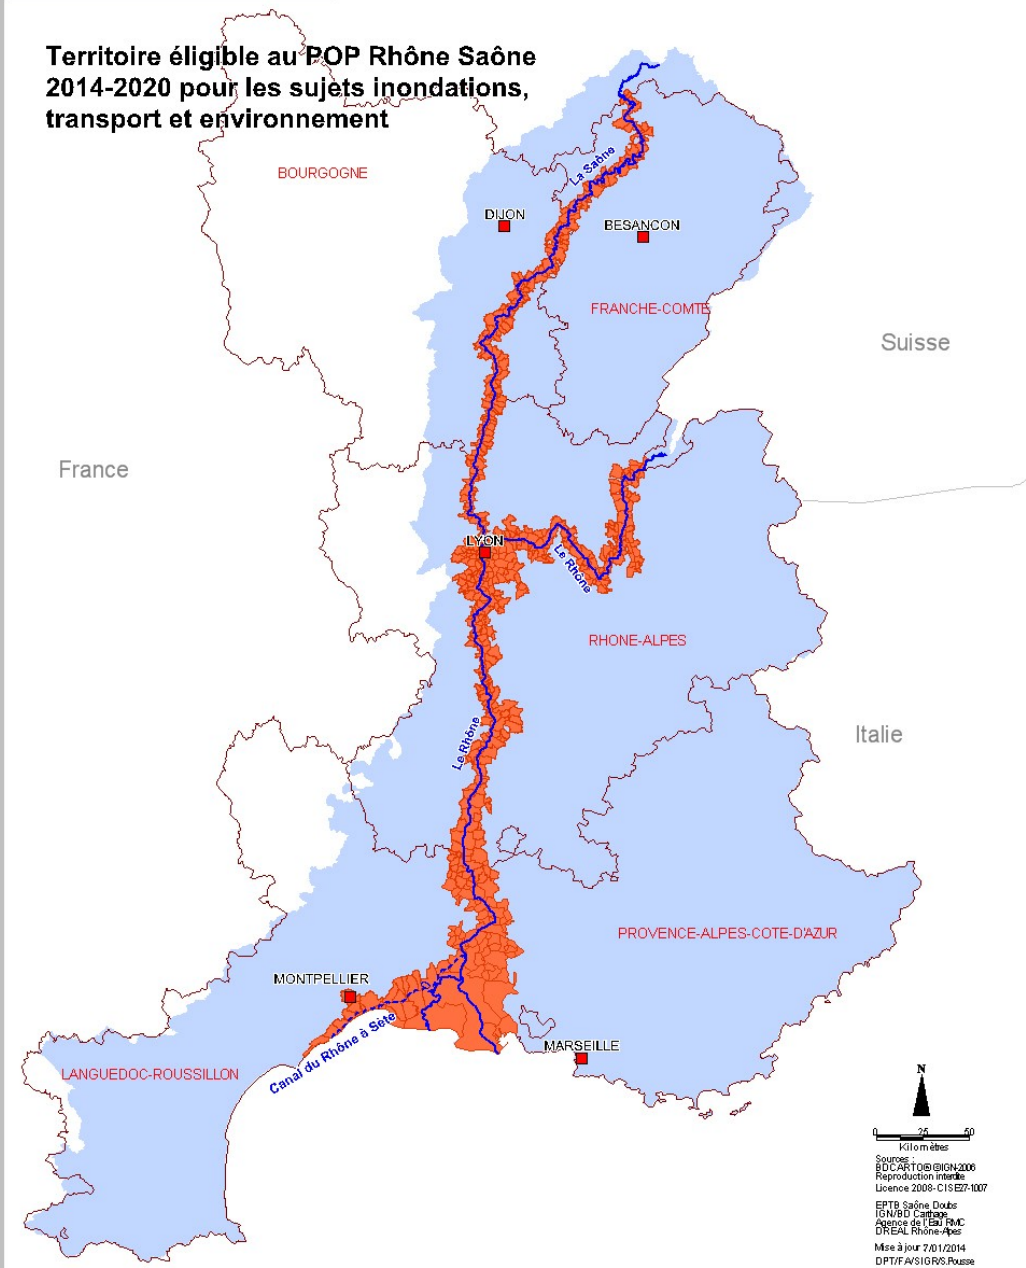 Territoire éligible au POP Rhône Saône
2014-2020 pour les sujets inondations,
transport et environnement
BOURGOGNE
La Saône
DIJON
BESANCON
FRANCHE-COMTE
Suisse
France
LYON
Le Rhône
RHONE-ALPES
Le Rhône
Italie
PROVENCE-ALPES-COTE-D'AZUR
MONTPELLIER
Canal du Rhône à Sète
MARSEILLE
LANGUEDOC-ROUSSILLON
N
0 25 50
Kilomètres
Sources :
BDCARTO®©IGN-2006
Reproduction interdite
Licence 2008-CISE27-1007
EPTB Saône Doubs
IGN/BD Carthage
Agence de l'Eau RMC
DREAL Rhône-Alpes
Mise à jour 7/01/2014
DPT/FA/SIGR/S.Pousse